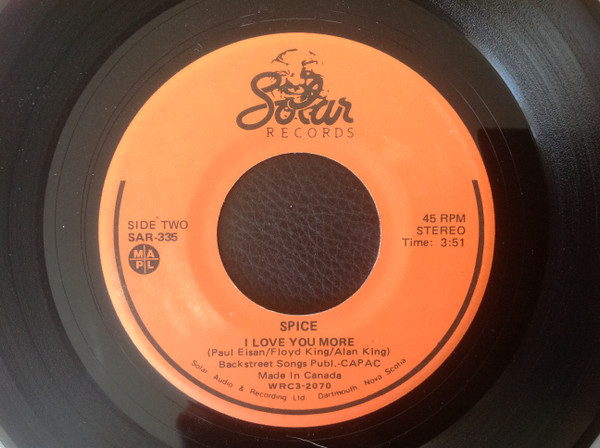 Solar
RECORDS
SIDE TWO
SAR-335
M A
P L
45 RPM
STEREO
Time: 3:51
SPICE
I LOVE YOU MORE
(Paul Eisan/Floyd King/Alan King)
Backstreet Songs Publ.-CAPAC
Made In Canada
WRC3-2070
Solar Audio & Recording Ltd. Dartmouth, Nova Scotia